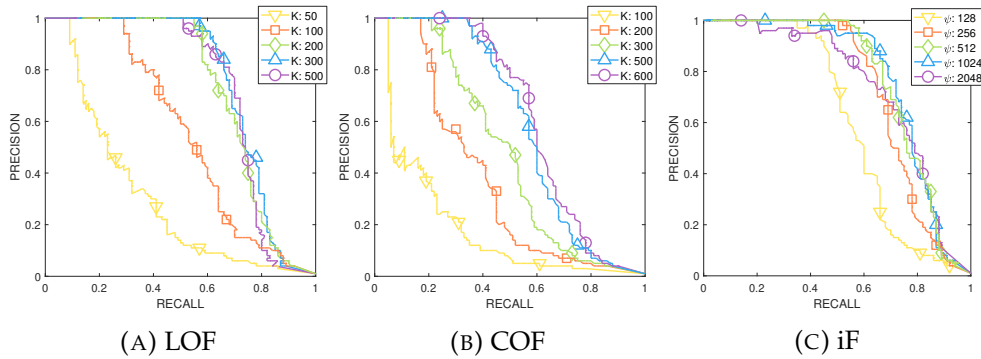 PRECISION
1
0.8
0.6
0.4
0.2
0
0 0.2 0.4 0.6 0.8 1
RECALL
K: 50
K: 100
K: 200
K: 300
K: 500
(A) LOF
PRECISION
1
0.8
0.6
0.4
0.2
0
0 0.2 0.4 0.6 0.8 1
RECALL
K: 100
K: 200
K: 300
K: 500
K: 600
(B) COF
PRECISION
1
0.8
0.6
0.4
0.2
0
0 0.2 0.4 0.6 0.8 1
RECALL
ψ: 128
ψ: 256
ψ: 512
ψ: 1024
ψ: 2048
(C) iF